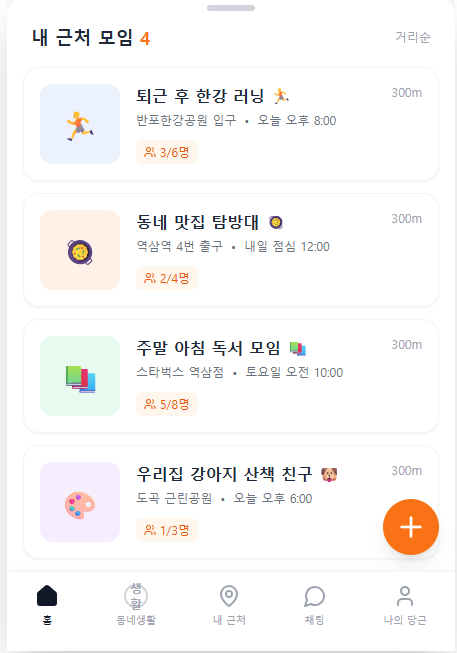 내 근처 모임 4
거리순
퇴근 후 한강 러닝 🏃
300m
반포한강공원 입구 • 오늘 오후 8:00
3/6명
동네 맛집 탐방대 🥘
300m
역삼역 4번 출구 • 내일 점심 12:00
2/4명
주말 아침 독서 모임 📚
300m
스타벅스 역삼점 • 토요일 오전 10:00
5/8명
우리집 강아지 산책 친구 🐶
300m
도곡 근린공원 • 오늘 오후 6:00
1/3명
생
활
홈
동네생활
내 근처
채팅
나의 당근